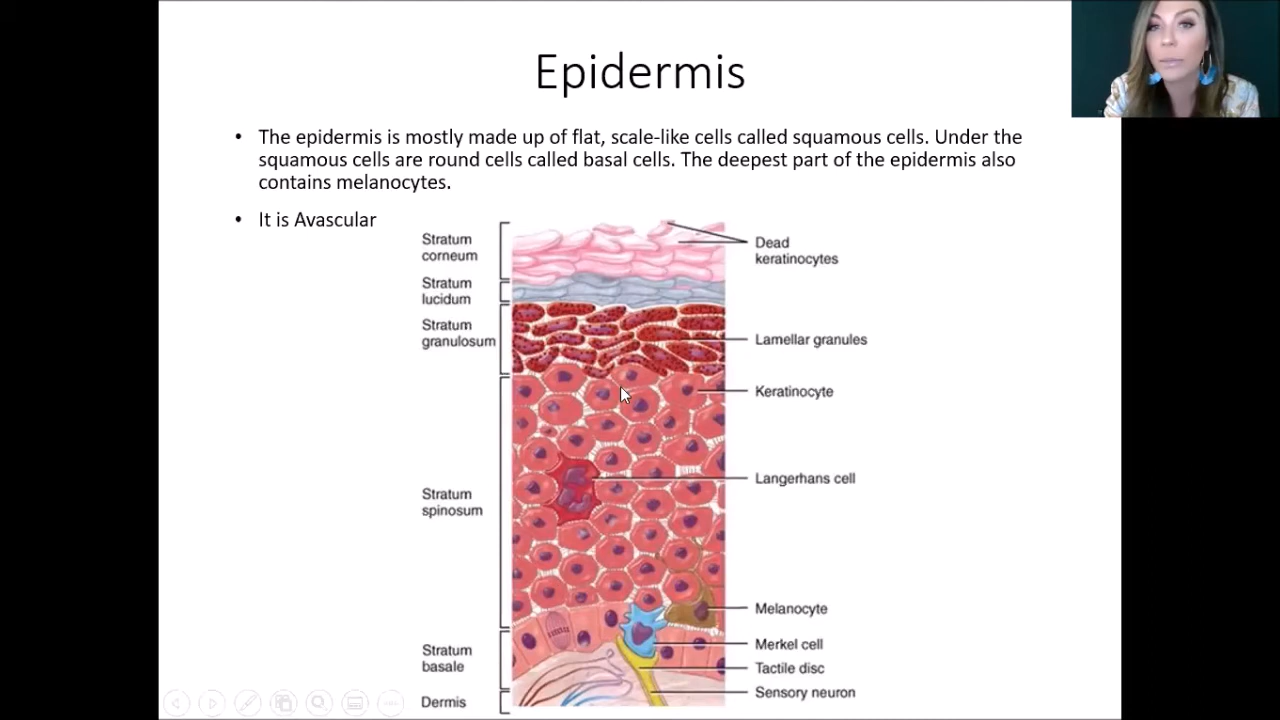 Epidermis
• The epidermis is mostly made up of flat, scale-like cells called squamous cells. Under the
squamous cells are round cells called basal cells. The deepest part of the epidermis also
contains melanocytes.
• It is Avascular
Stratum
corneum
Stratum
lucidum
Stratum
granulosum
Stratum
spinosum
Stratum
basale
Dermis
Dead
keratinocytes
Lamellar granules
Keratinocyte
Langerhans cell
Melanocyte
Merkel cell
Tactile disc
Sensory neuron